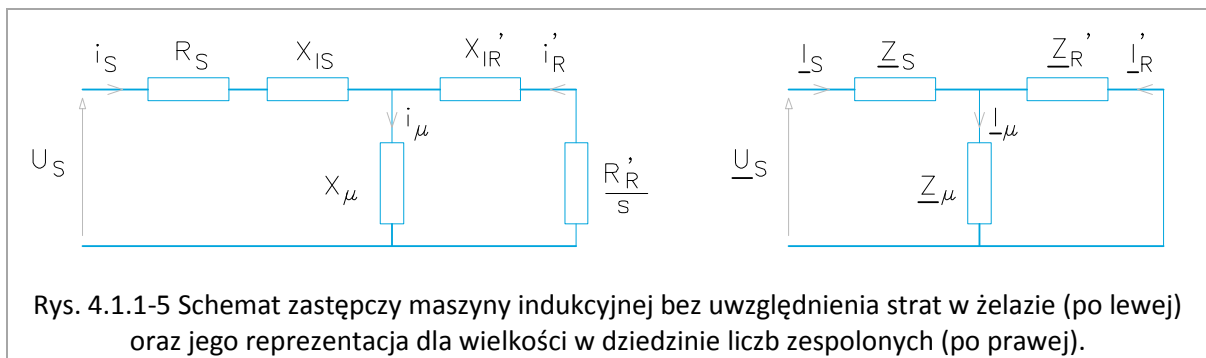 i_S R_S X_lS X_lR' i_R'
U_S X_μ i_μ R_R'/s
I_S Z_S Z_R' I_R'
U_S Z_μ I_μ
Rys. 4.1.1-5 Schemat zastępczy maszyny indukcyjnej bez uwzględnienia strat w żelazie (po lewej)
oraz jego reprezentacja dla wielkości w dziedzinie liczb zespolonych (po prawej).